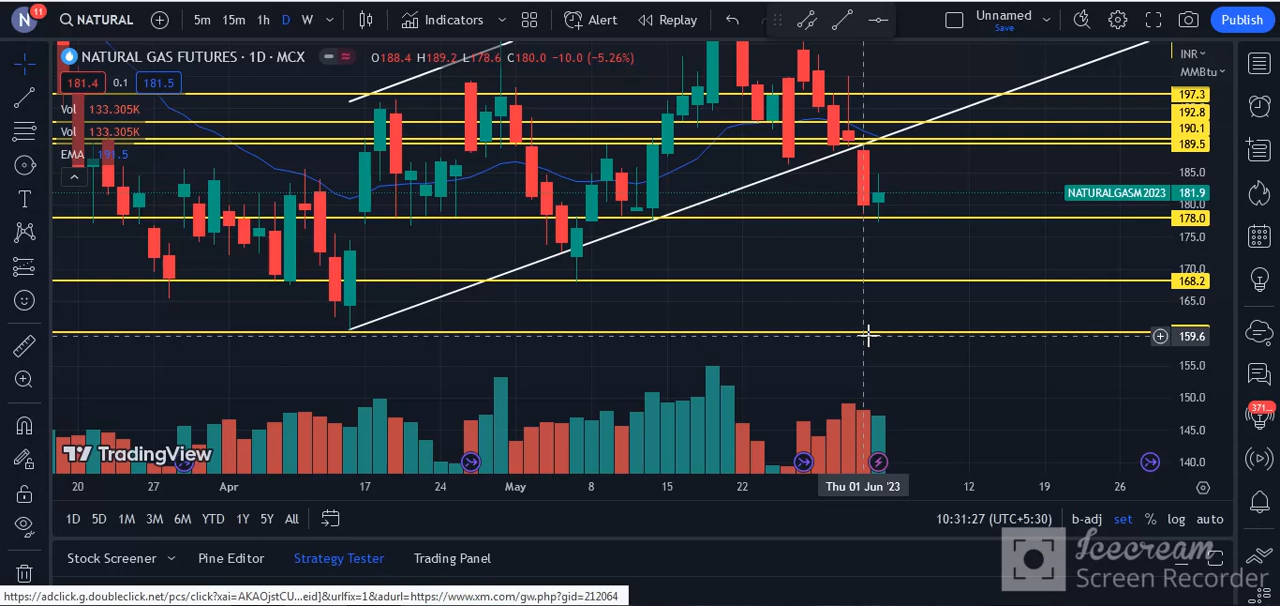 N
11
NATURAL
5m 15m 1h D W
Indicators
Alert
Replay
Unnamed
Save
Publish
NATURAL GAS FUTURES · 1D · MCX
O188.4 H189.2 L178.6 C180.0 -10.0 (-5.26%)
INR
MMBtu
181.4 0.1 181.5
Vol 133.305K
Vol 133.305K
EMA 191.5
197.3
192.8
190.1
189.5
185.0
NATURALGASM2023 181.9
180.0
178.0
175.0
170.0
168.2
165.0
159.6
155.0
150.0
145.0
140.0
371...
TradingView
20 27 Apr 17 24 May 8 15 22 Thu 01 Jun '23 12 19 26
1D 5D 1M 3M 6M YTD 1Y 5Y All
10:31:27 (UTC+5:30) b-adj set % log auto
Stock Screener Pine Editor Strategy Tester Trading Panel
Icecream
Screen Recorder
https://adclick.g.doubleclick.net/pcs/click?xai=AKAOjstCU...eid]&urlfix=1&adurl=https://www.xm.com/gw.php?gid=212064